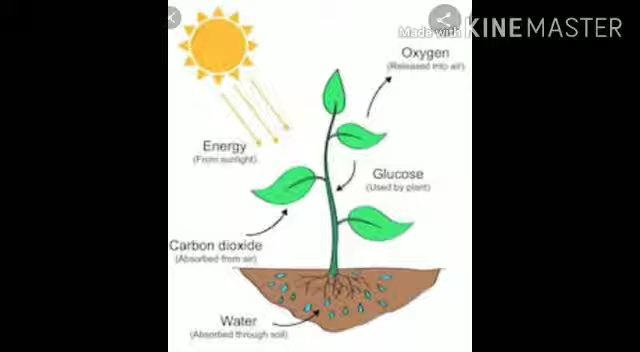 Made with KINEMASTER
Oxygen
(Released into air)
Energy
(From sunlight)
Glucose
(Used by plant)
Carbon dioxide
(Absorbed from air)
Water
(Absorbed through soil)